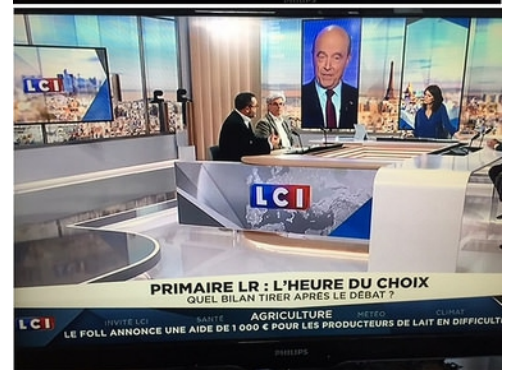 LCI
LCI
PRIMAIRE LR : L'HEURE DU CHOIX
QUEL BILAN TIRER APRÈS LE DÉBAT ?
LCI INVITÉ LCI SANTÉ AGRICULTURE MÉTÉO CLIMAT
LE FOLL ANNONCE UNE AIDE DE 1 000 € POUR LES PRODUCTEURS DE LAIT EN DIFFICULT
PHILIPS